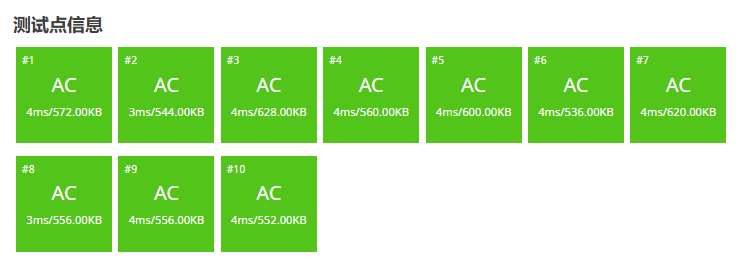 测试点信息
#1 #2 #3 #4 #5 #6 #7
AC AC AC AC AC AC AC
4ms/572.00KB 3ms/544.00KB 4ms/628.00KB 4ms/560.00KB 4ms/600.00KB 4ms/536.00KB 4ms/620.00KB
#8 #9 #10
AC AC AC
3ms/556.00KB 4ms/556.00KB 4ms/552.00KB